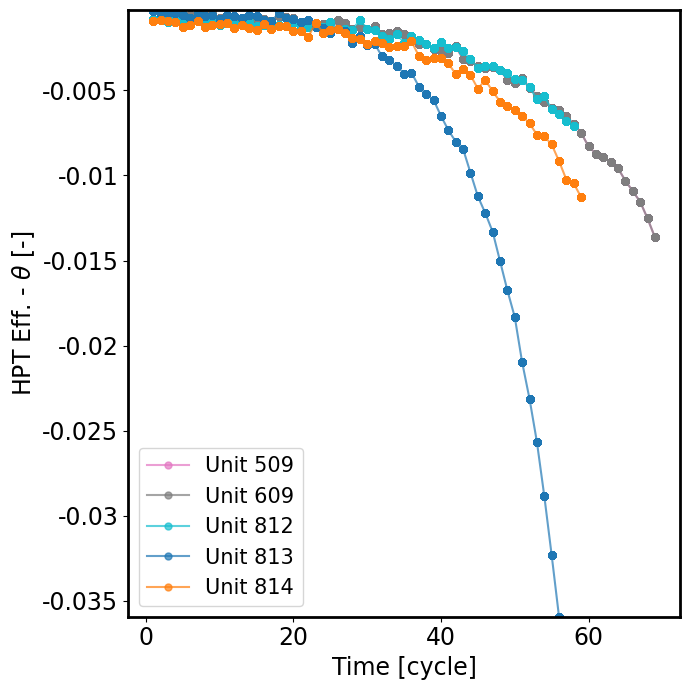 -0.005
-0.01
-0.015
-0.02
-0.025
-0.03
-0.035
HPT Eff. - θ [-]
Unit 509
Unit 609
Unit 812
Unit 813
Unit 814
0 20 40 60
Time [cycle]